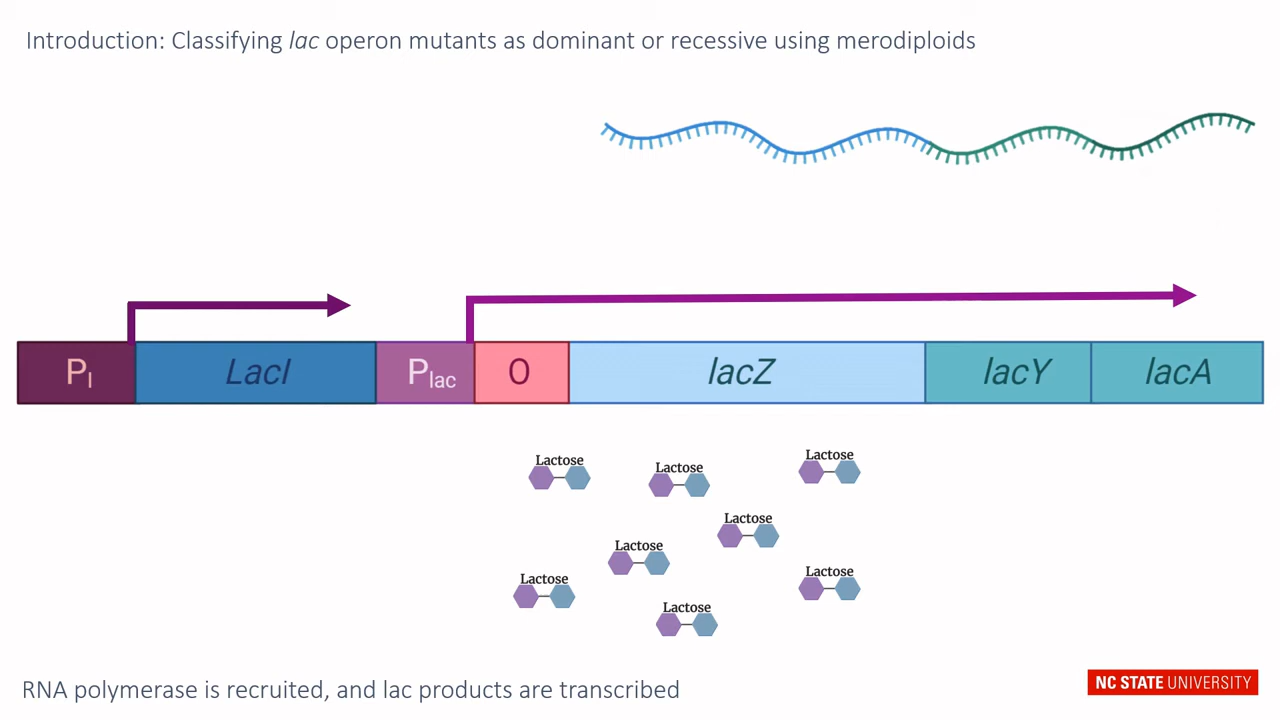 Introduction: Classifying lac operon mutants as dominant or recessive using merodiploids
PI LacI Plac O lacZ lacY lacA
Lactose
Lactose
Lactose
Lactose
Lactose
Lactose
Lactose
Lactose
RNA polymerase is recruited, and lac products are transcribed
NC STATE UNIVERSITY